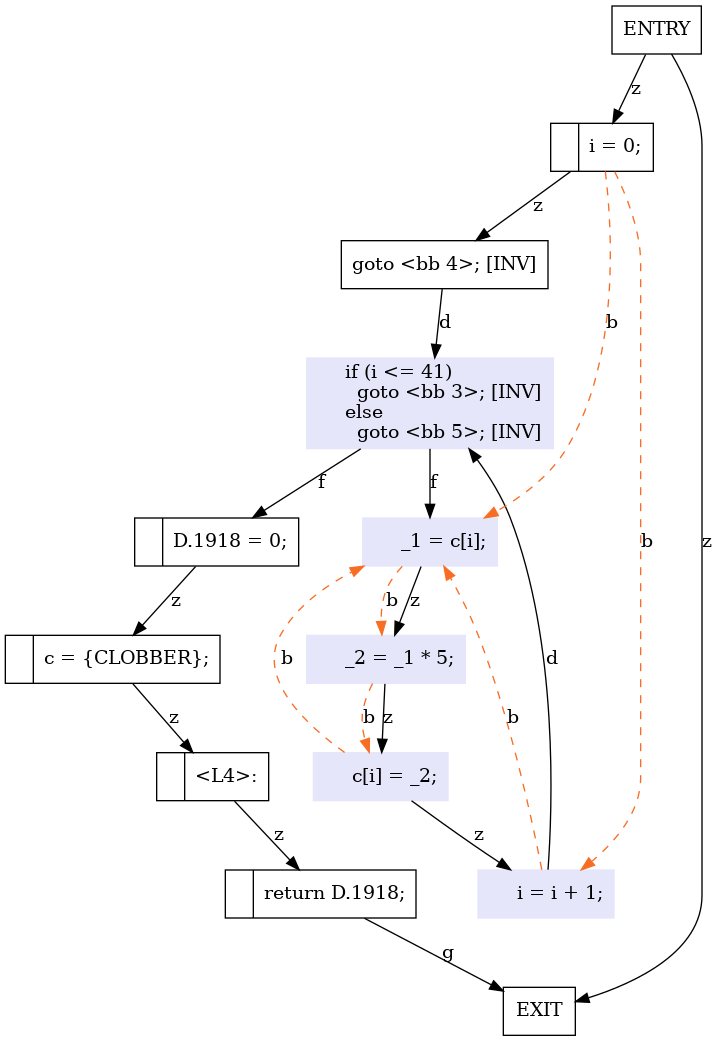 ENTRY
z
i = 0;
z
goto <bb 4>; [INV]
b
d
if (i <= 41)
goto <bb 3>; [INV]
else
goto <bb 5>; [INV]
f
f
D.1918 = 0;
_1 = c[i];
b
z
z
b
z
c = {CLOBBER};
_2 = _1 * 5;
b
d
z
b
z
b
<L4>:
c[i] = _2;
z
z
return D.1918;
i = i + 1;
g
EXIT